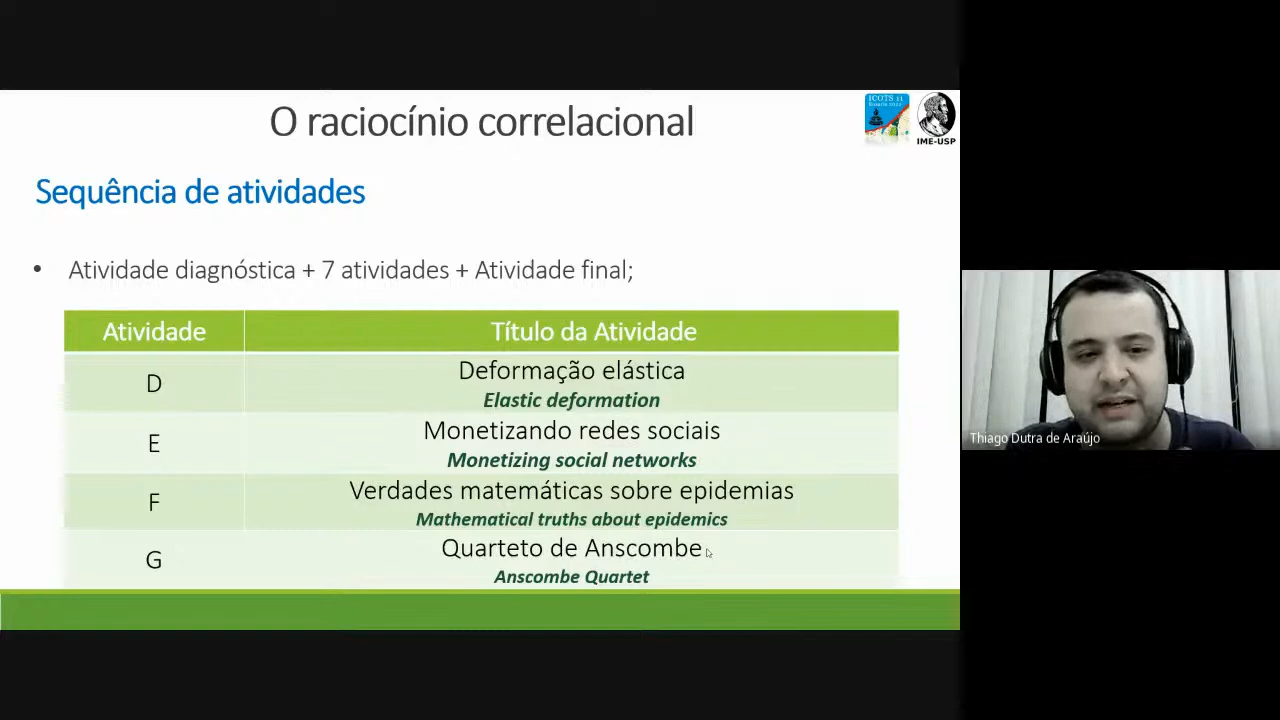 O raciocínio correlacional
ICOTS 11
IME-USP
Sequência de atividades
• Atividade diagnóstica + 7 atividades + Atividade final;
Atividade Título da Atividade
D Deformação elástica
Elastic deformation
E Monetizando redes sociais
Monetizing social networks
F Verdades matemáticas sobre epidemias
Mathematical truths about epidemics
G Quarteto de Anscombe
Anscombe Quartet
Thiago Dutra de Araújo